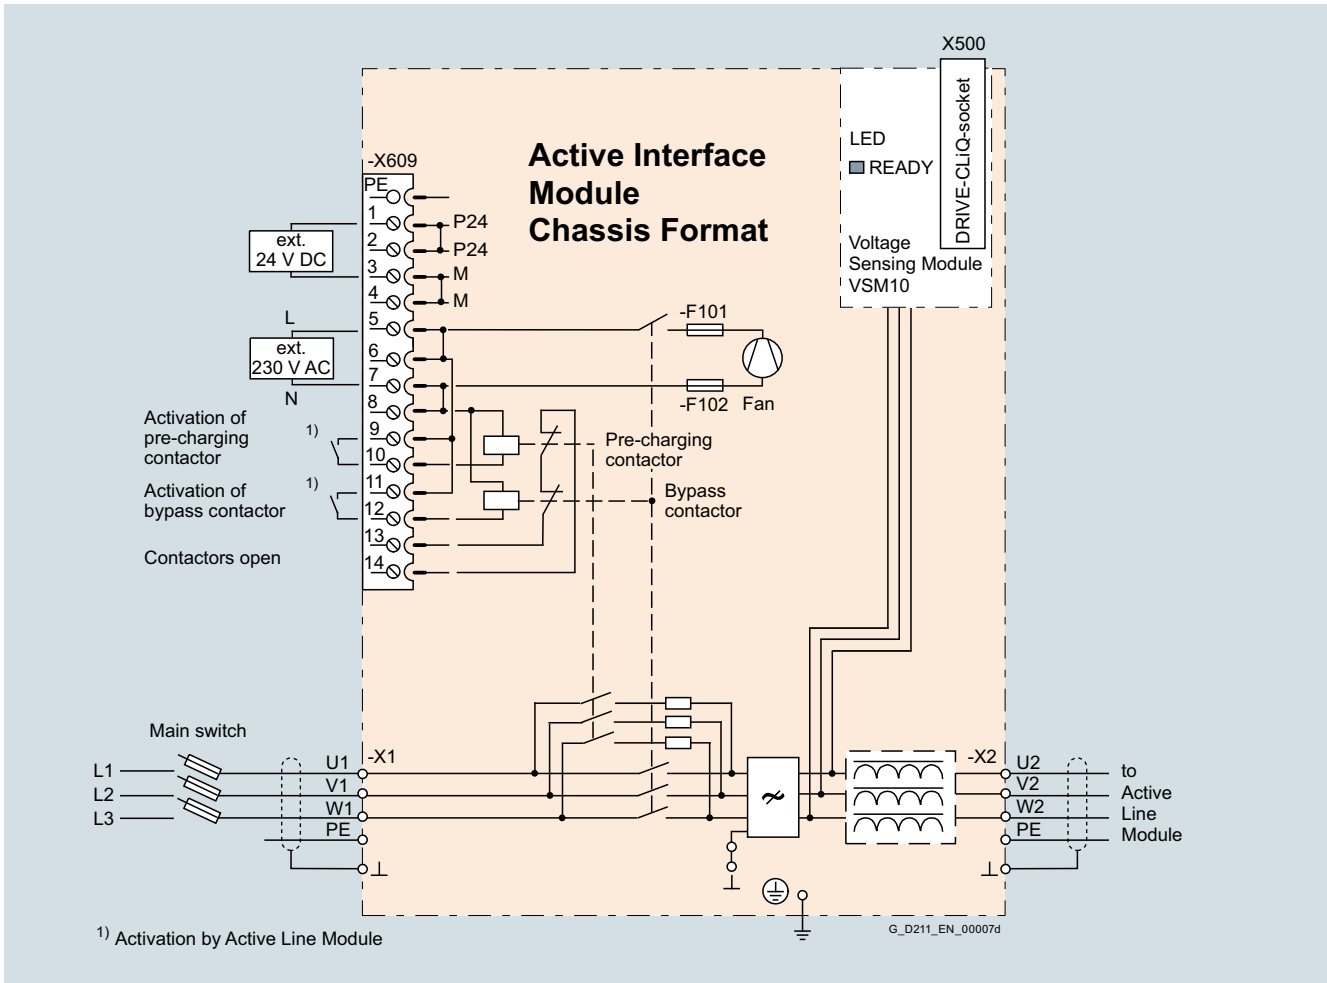 X500
DRIVE-CLiQ-socket
LED
READY
Voltage
Sensing Module
VSM10
Active Interface
Module
Chassis Format
-X609
PE
1
2
3
4
5
6
7
8
9
10
11
12
13
14
P24
P24
M
M
ext.
24 V DC
L
ext.
230 V AC
N
-F101
-F102
Fan
Activation of
pre-charging
contactor
1)
Activation of
bypass contactor
1)
Contactors open
Pre-charging
contactor
Bypass
contactor
Main switch
L1
L2
L3
U1
V1
W1
PE
-X1
-X2
U2
V2
W2
PE
to
Active
Line
Module
G_D211_EN_00007d
1) Activation by Active Line Module